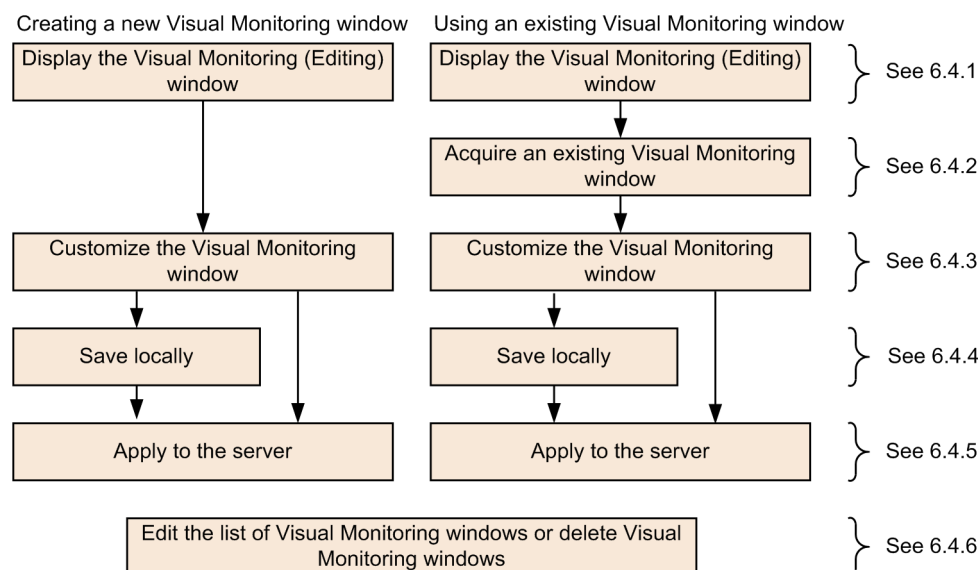 Creating a new Visual Monitoring window
Using an existing Visual Monitoring window
Display the Visual Monitoring (Editing)
window
Display the Visual Monitoring (Editing)
window
See 6.4.1
Acquire an existing Visual Monitoring
window
See 6.4.2
Customize the Visual Monitoring
window
Customize the Visual Monitoring
window
See 6.4.3
Save locally
Save locally
See 6.4.4
Apply to the server
Apply to the server
See 6.4.5
Edit the list of Visual Monitoring windows or delete Visual
Monitoring windows
See 6.4.6